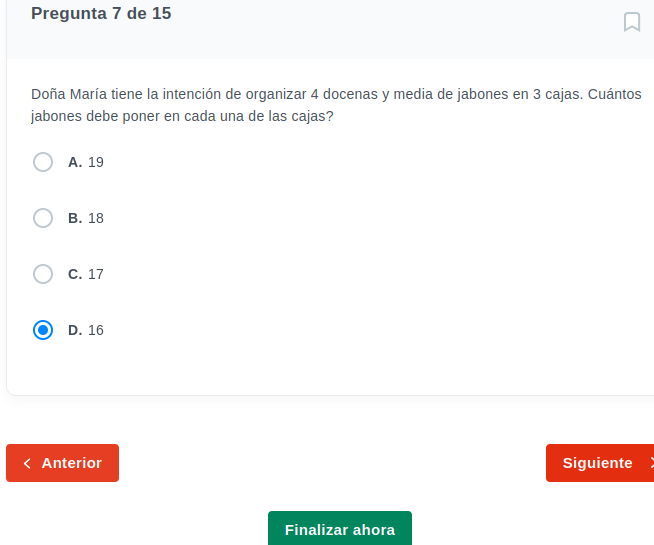 Pregunta 7 de 15
Doña María tiene la intención de organizar 4 docenas y media de jabones en 3 cajas. Cuántos
jabones debe poner en cada una de las cajas?
A. 19
B. 18
C. 17
D. 16
Anterior
Siguiente
Finalizar ahora